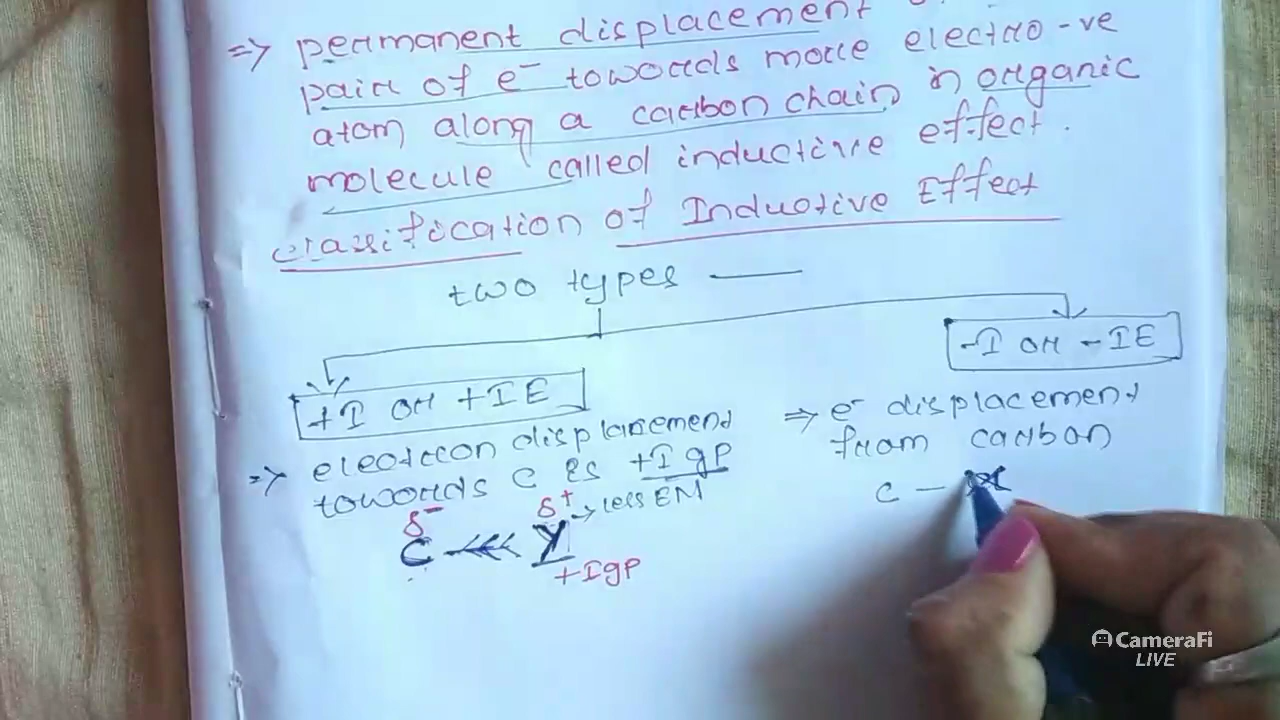 ⇒ permanent displacement
pair of e⁻ towards more electro -ve
atom along a carbon chain in organic
molecule called inductive effect.
classification of Inductive Effect
two types —
+I OR +IE
-I OR -IE
⇒ electron displacement
towards C is +I gp
δ⁻ δ⁺ → less EN
C ← Y
+I gp
⇒ e⁻ displacement
from carbon
C —
CameraFi
LIVE